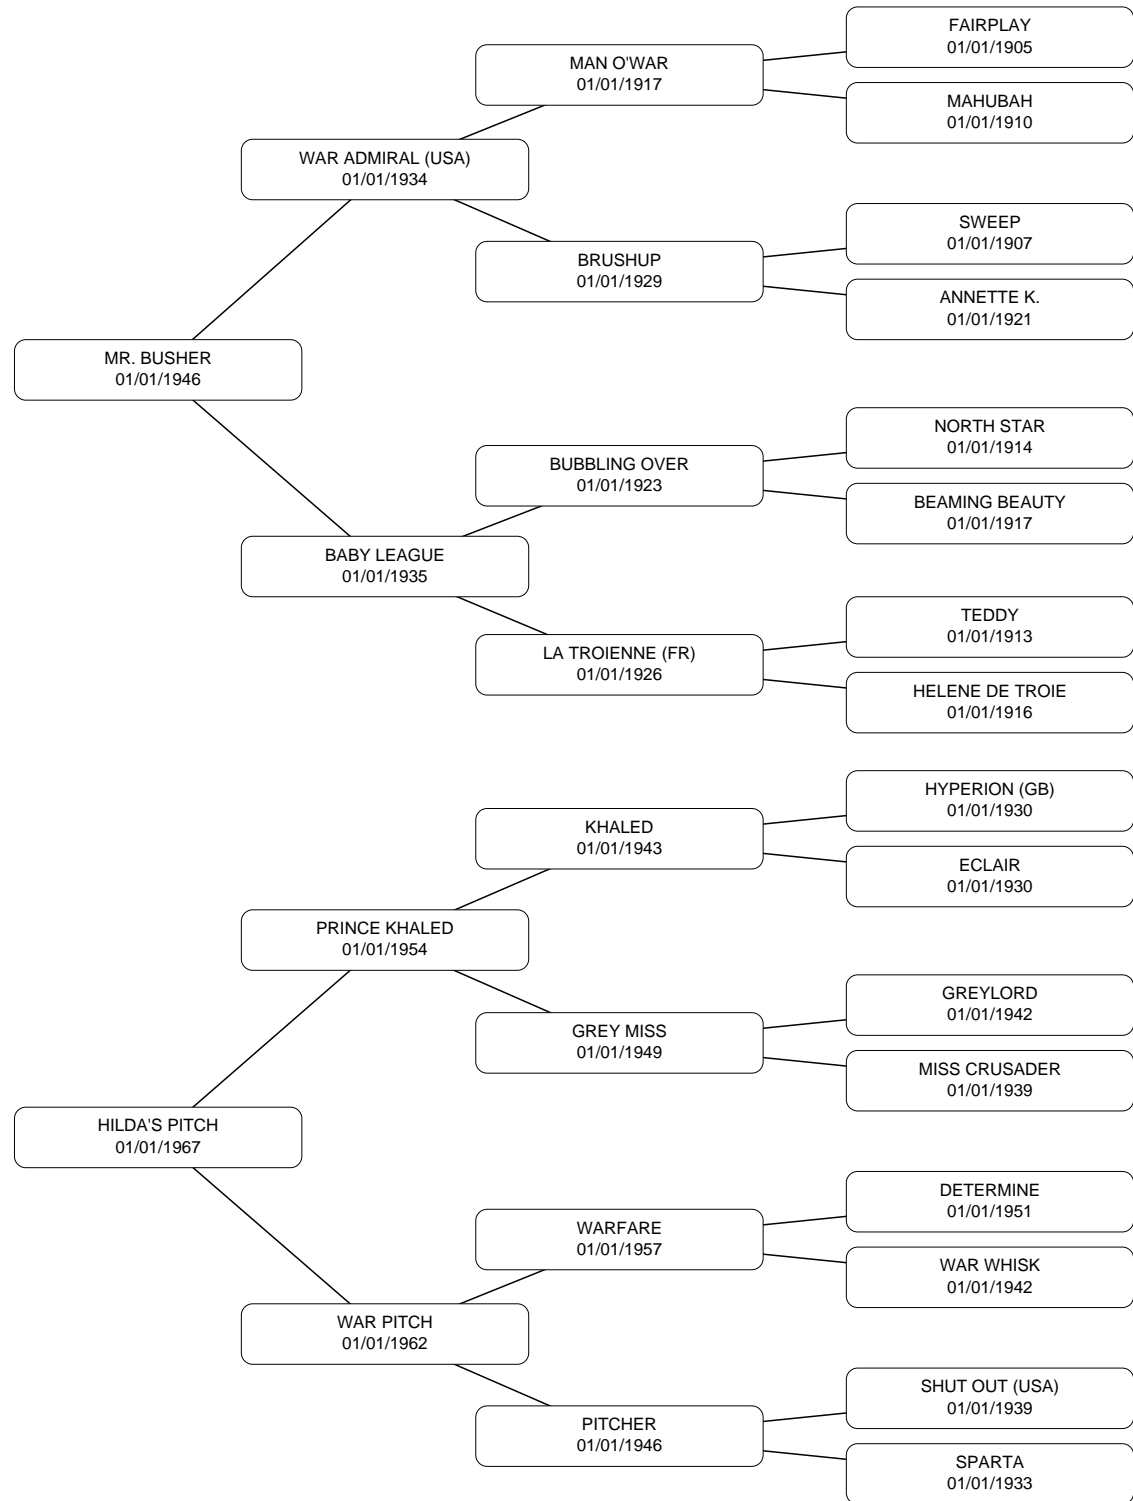 FAIRPLAY
01/01/1905
MAN O'WAR
01/01/1917
MAHUBAH
01/01/1910
WAR ADMIRAL (USA)
01/01/1934
SWEEP
01/01/1907
BRUSHUP
01/01/1929
ANNETTE K.
01/01/1921
MR. BUSHER
01/01/1946
NORTH STAR
01/01/1914
BUBBLING OVER
01/01/1923
BEAMING BEAUTY
01/01/1917
BABY LEAGUE
01/01/1935
TEDDY
01/01/1913
LA TROIENNE (FR)
01/01/1926
HELENE DE TROIE
01/01/1916
HYPERION (GB)
01/01/1930
KHALED
01/01/1943
ECLAIR
01/01/1930
PRINCE KHALED
01/01/1954
GREYLORD
01/01/1942
GREY MISS
01/01/1949
MISS CRUSADER
01/01/1939
HILDA'S PITCH
01/01/1967
DETERMINE
01/01/1951
WARFARE
01/01/1957
WAR WHISK
01/01/1942
WAR PITCH
01/01/1962
SHUT OUT (USA)
01/01/1939
PITCHER
01/01/1946
SPARTA
01/01/1933